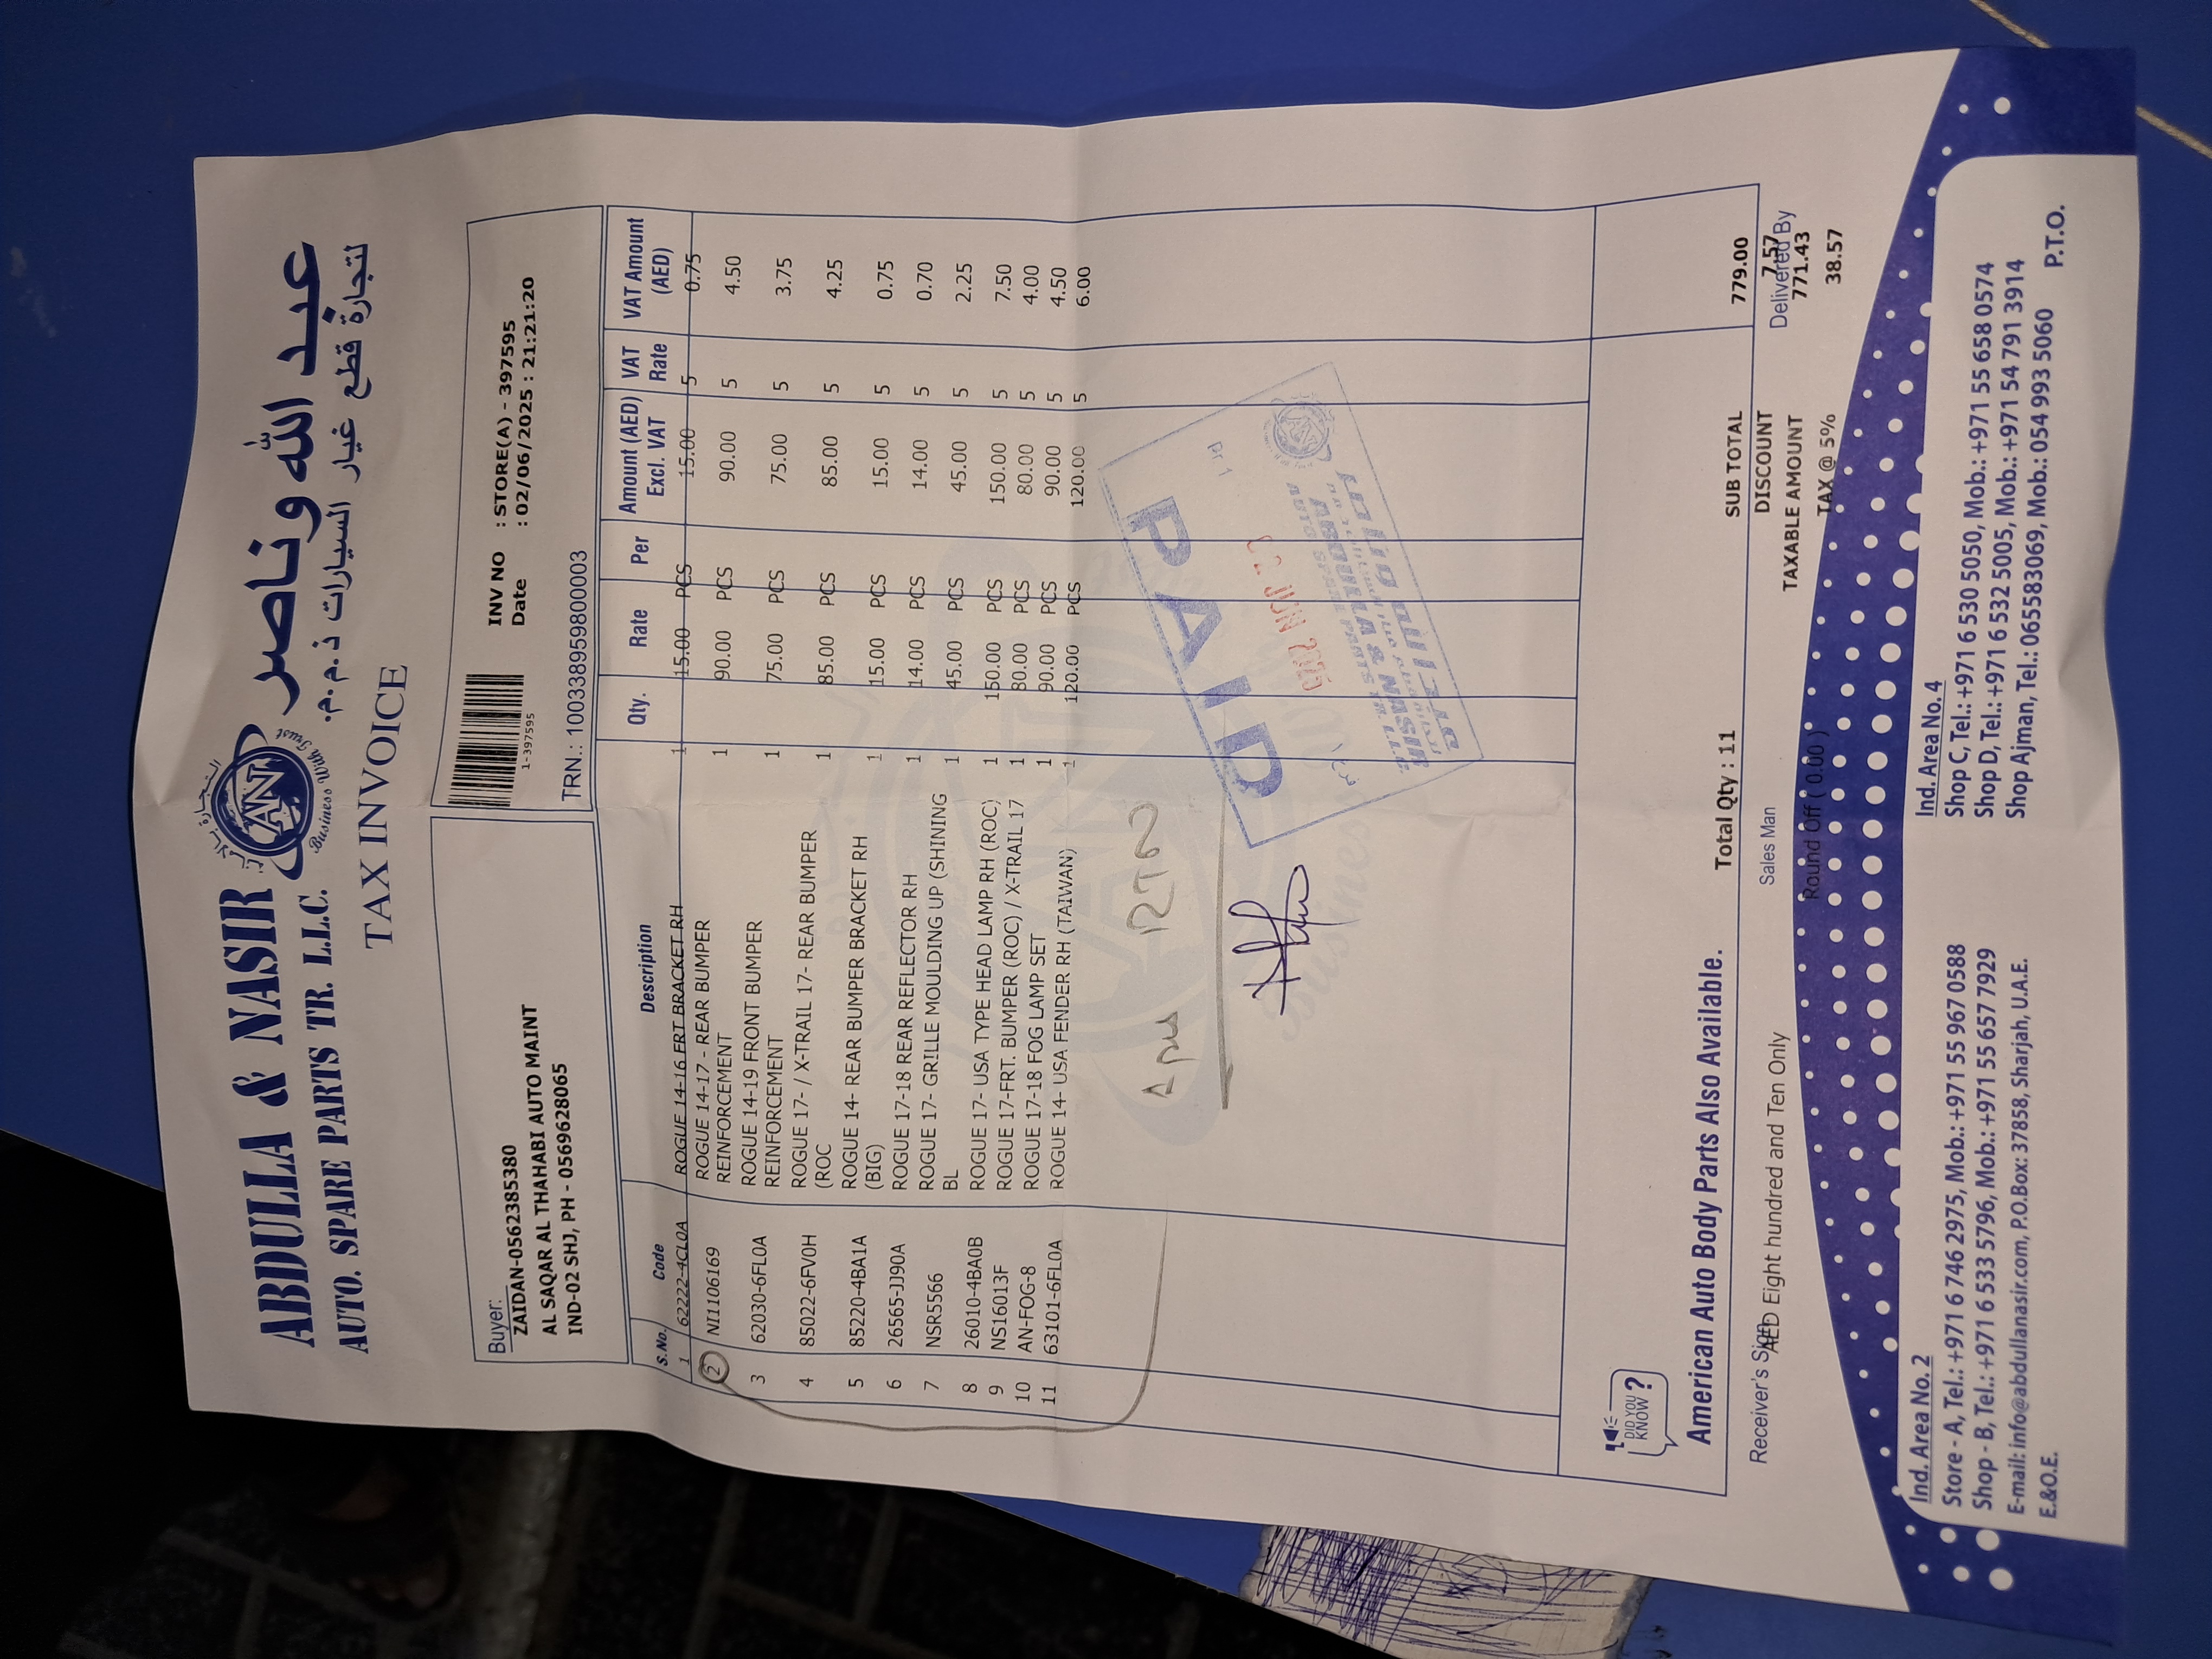 ABDULLA & NASIR
AUTO. SPARE PARTS TR. L.L.C.
عبد الله وناصر
لتجارة قطع غيار السيارات ذ.م.م.
AN
Business With Trust
TAX INVOICE
Buyer:
ZAIDAN-0562385380
AL SAQAR AL THAHABI AUTO MAINT
IND-02 SHJ, PH - 0569628065
1-397595
INV NO : STORE(A) - 397595
Date : 02/06/2025 : 21:21:20
TRN.: 100338959800003
S.No. Code Description Qty. Rate Per Amount (AED) Excl. VAT VAT Rate VAT Amount (AED)
1 62222-4CL0A ROGUE 14-16 FRT BRACKET RH 1 15.00 PCS 15.00 5 0.75
2 NI1106169 ROGUE 14-17 - REAR BUMPER 1 90.00 PCS 90.00 5 4.50
REINFORCEMENT
3 62030-6FL0A ROGUE 14-19 FRONT BUMPER 1 75.00 PCS 75.00 5 3.75
REINFORCEMENT
4 85022-6FV0H ROGUE 17- / X-TRAIL 17- REAR BUMPER 1 85.00 PCS 85.00 5 4.25
(ROC
5 85220-4BA1A ROGUE 14- REAR BUMPER BRACKET RH 1 15.00 PCS 15.00 5 0.75
(BIG)
6 26565-JJ90A ROGUE 17-18 REAR REFLECTOR RH 1 14.00 PCS 14.00 5 0.70
7 NSR5566 ROGUE 17- GRILLE MOULDING UP (SHINING 1 45.00 PCS 45.00 5 2.25
BL
8 26010-4BA0B ROGUE 17- USA TYPE HEAD LAMP RH (ROC) 1 150.00 PCS 150.00 5 7.50
9 NS16013F ROGUE 17-FRT. BUMPER (ROC) / X-TRAIL 17 1 80.00 PCS 80.00 5 4.00
10 AN-FOG-8 ROGUE 17-18 FOG LAMP SET 1 90.00 PCS 90.00 5 4.50
11 63101-6FL0A ROGUE 14- USA FENDER RH (TAIWAN) 1 120.00 PCS 120.00 5 6.00
PAID
02 JUN
DID YOU
KNOW ?
American Auto Body Parts Also Available.
Total Qty : 11
SUB TOTAL 779.00
DISCOUNT 7.57
TAXABLE AMOUNT 771.43
TAX @ 5% 38.57
Receiver's Sign
Sales Man
Delivered By
AED Eight hundred and Ten Only
Round Off ( 0.00 )
Ind. Area No. 2
Store - A, Tel.: +971 6 746 2975, Mob.: +971 55 967 0588
Shop - B, Tel.: +971 6 533 5796, Mob.: +971 55 657 7929
E-mail: info@abdullanasir.com, P.O.Box: 37858, Sharjah, U.A.E.
E.&O.E.
Ind. Area No. 4
Shop C, Tel.: +971 6 530 5050, Mob.: +971 55 658 0574
Shop D, Tel.: +971 6 532 5005, Mob.: +971 54 791 3914
Shop Ajman, Tel.: 065583069, Mob.: 054 993 5060
P.T.O.